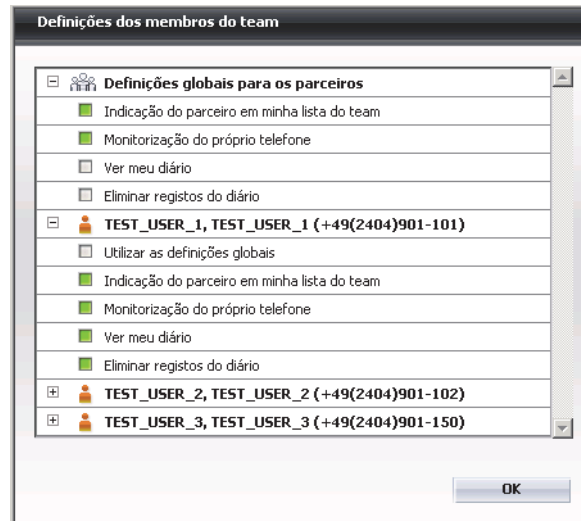 Definições dos membros do team
Definições globais para os parceiros
Indicação do parceiro em minha lista do team
Monitorização do próprio telefone
Ver meu diário
Eliminar registos do diário
TEST_USER_1, TEST_USER_1 (+49(2404)901-101)
Utilizar as definições globais
Indicação do parceiro em minha lista do team
Monitorização do próprio telefone
Ver meu diário
Eliminar registos do diário
TEST_USER_2, TEST_USER_2 (+49(2404)901-102)
TEST_USER_3, TEST_USER_3 (+49(2404)901-150)
OK